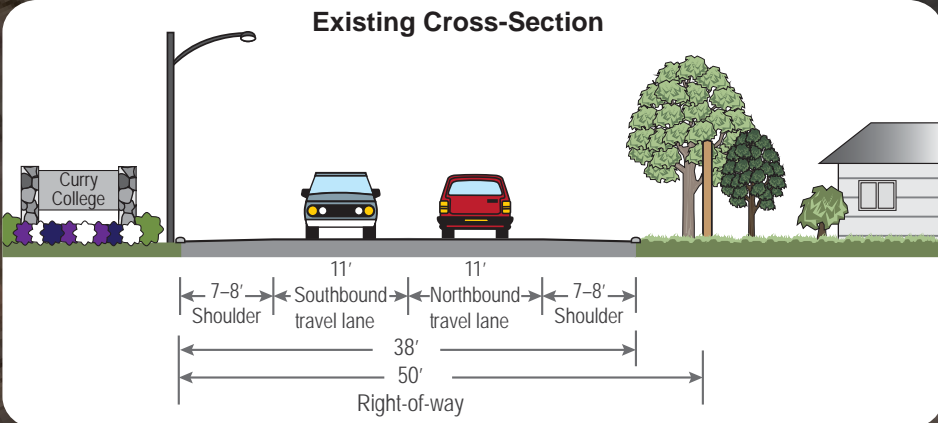 Existing Cross-Section
Curry
College
11′
11′
7–8′
Shoulder
Southbound
travel lane
Northbound
travel lane
7–8′
Shoulder
38′
50′
Right-of-way